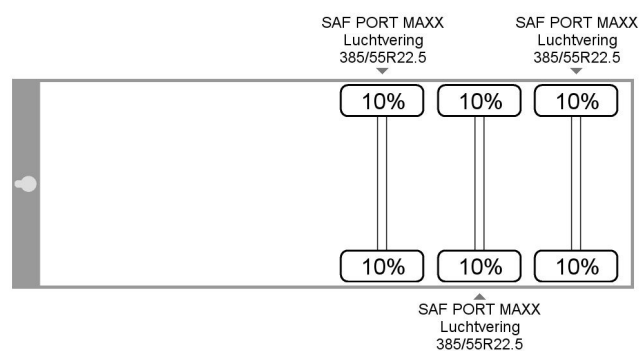 SAF PORT MAXX
Luchtvering
385/55R22.5
SAF PORT MAXX
Luchtvering
385/55R22.5
10% 10% 10%
10% 10% 10%
SAF PORT MAXX
Luchtvering
385/55R22.5